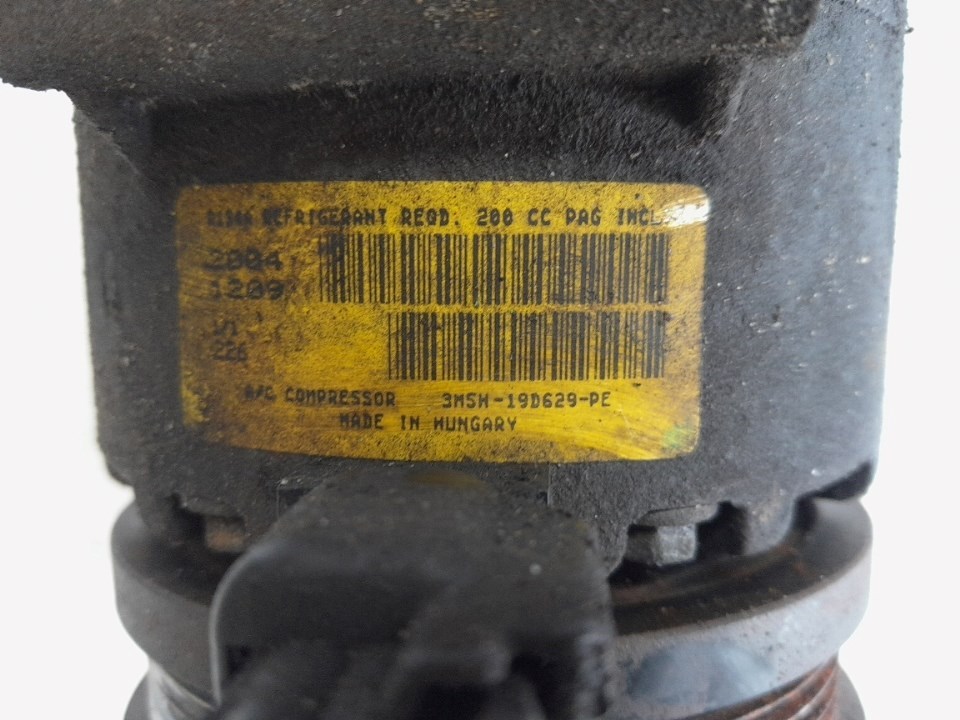 R134A REFRIGERANT REQD. 200 CC PAG INCL.
2004
1209
226
A/C COMPRESSOR 3M5H-19D629-PE
MADE IN HUNGARY